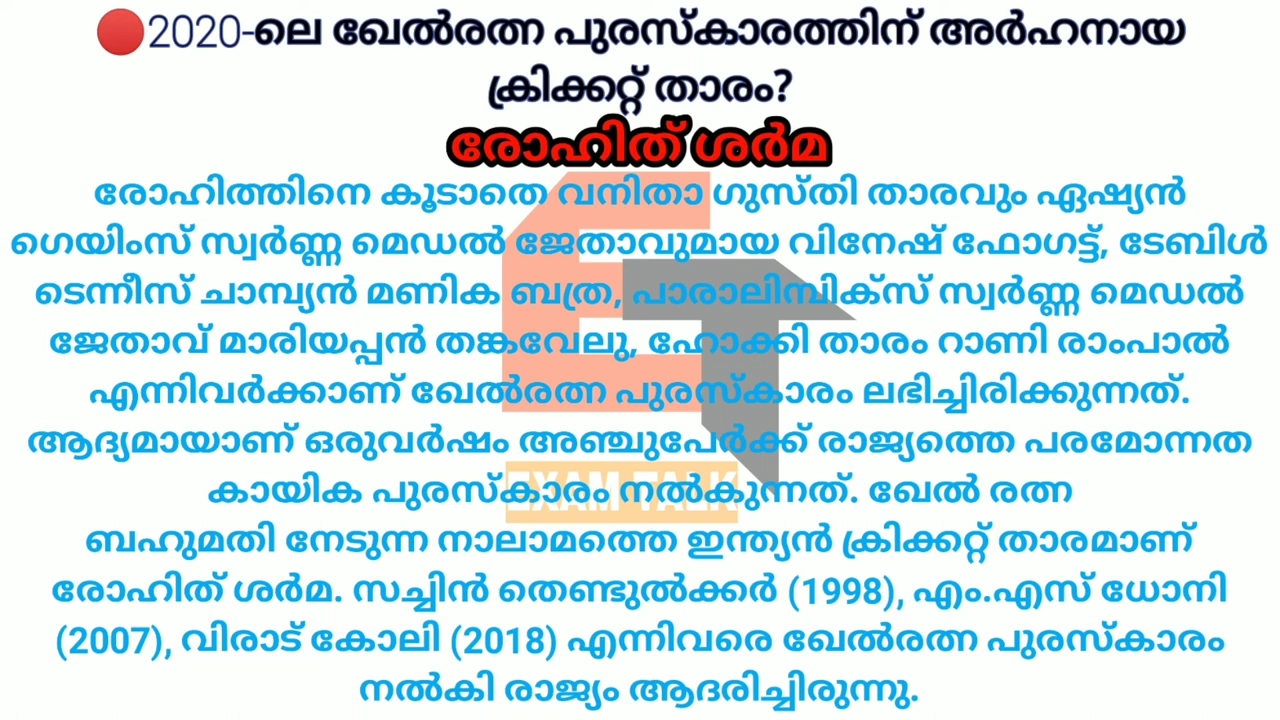 🔴2020-ലെ ഖേൽരത്ന പുരസ്കാരത്തിന് അർഹനായ
ക്രിക്കറ്റ് താരം?
രോഹിത് ശർമ
രോഹിത്തിനെ കൂടാതെ വനിതാ ഗുസ്തി താരവും ഏഷ്യൻ
ഗെയിംസ് സ്വർണ്ണ മെഡൽ ജേതാവുമായ വിനേഷ് ഫോഗട്ട്, ടേബിൾ
ടെന്നീസ് ചാമ്പ്യൻ മണിക ബത്ര, പാരാലിമ്പിക്സ് സ്വർണ്ണ മെഡൽ
ജേതാവ് മാരിയപ്പൻ തങ്കവേലു, ഹോക്കി താരം റാണി രാംപാൽ
എന്നിവർക്കാണ് ഖേൽരത്ന പുരസ്കാരം ലഭിച്ചിരിക്കുന്നത്.
ആദ്യമായാണ് ഒരുവർഷം അഞ്ചുപേർക്ക് രാജ്യത്തെ പരമോന്നത
കായിക പുരസ്കാരം നൽകുന്നത്. ഖേൽ രത്ന
ബഹുമതി നേടുന്ന നാലാമത്തെ ഇന്ത്യൻ ക്രിക്കറ്റ് താരമാണ്
രോഹിത് ശർമ. സച്ചിൻ തെണ്ടുൽക്കർ (1998), എം.എസ് ധോനി
(2007), വിരാട് കോലി (2018) എന്നിവരെ ഖേൽരത്ന പുരസ്കാരം
നൽകി രാജ്യം ആദരിച്ചിരുന്നു.
ET
EXAM TALK